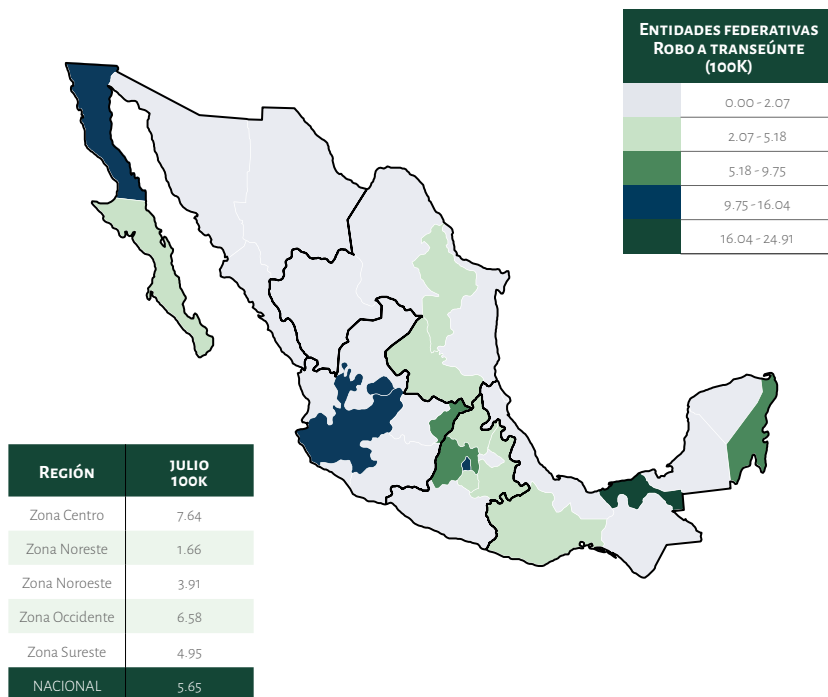 Entidades federativas
Robo a transeúnte
(100K)
0.00 - 2.07
2.07 - 5.18
5.18 - 9.75
9.75 - 16.04
16.04 - 24.91
Región julio
100k
Zona Centro 7.64
Zona Noreste 1.66
Zona Noroeste 3.91
Zona Occidente 6.58
Zona Sureste 4.95
NACIONAL 5.65